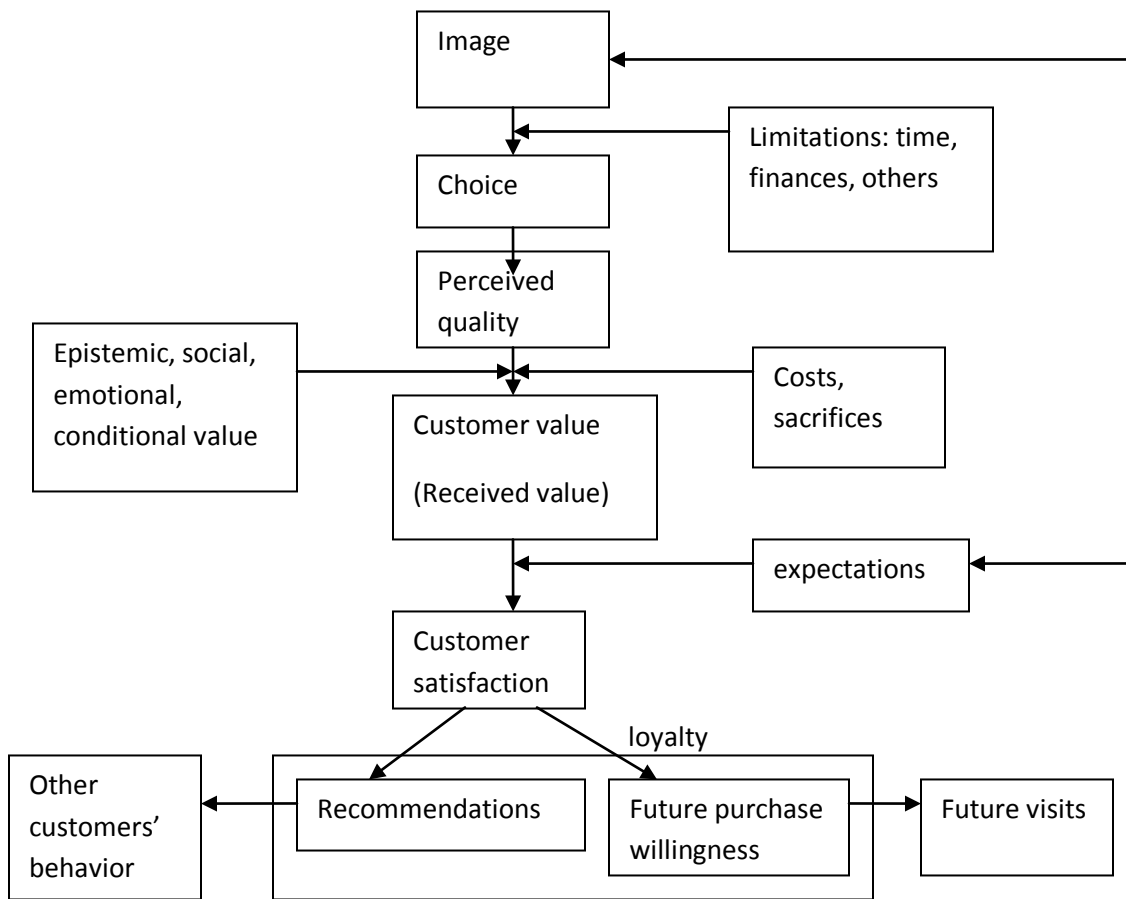 Image
Limitations: time,
finances, others
Choice
Perceived
quality
Epistemic, social,
emotional,
conditional value
Costs,
sacrifices
Customer value
(Received value)
expectations
Customer
satisfaction
loyalty
Other
customers’
behavior
Recommendations
Future purchase
willingness
Future visits